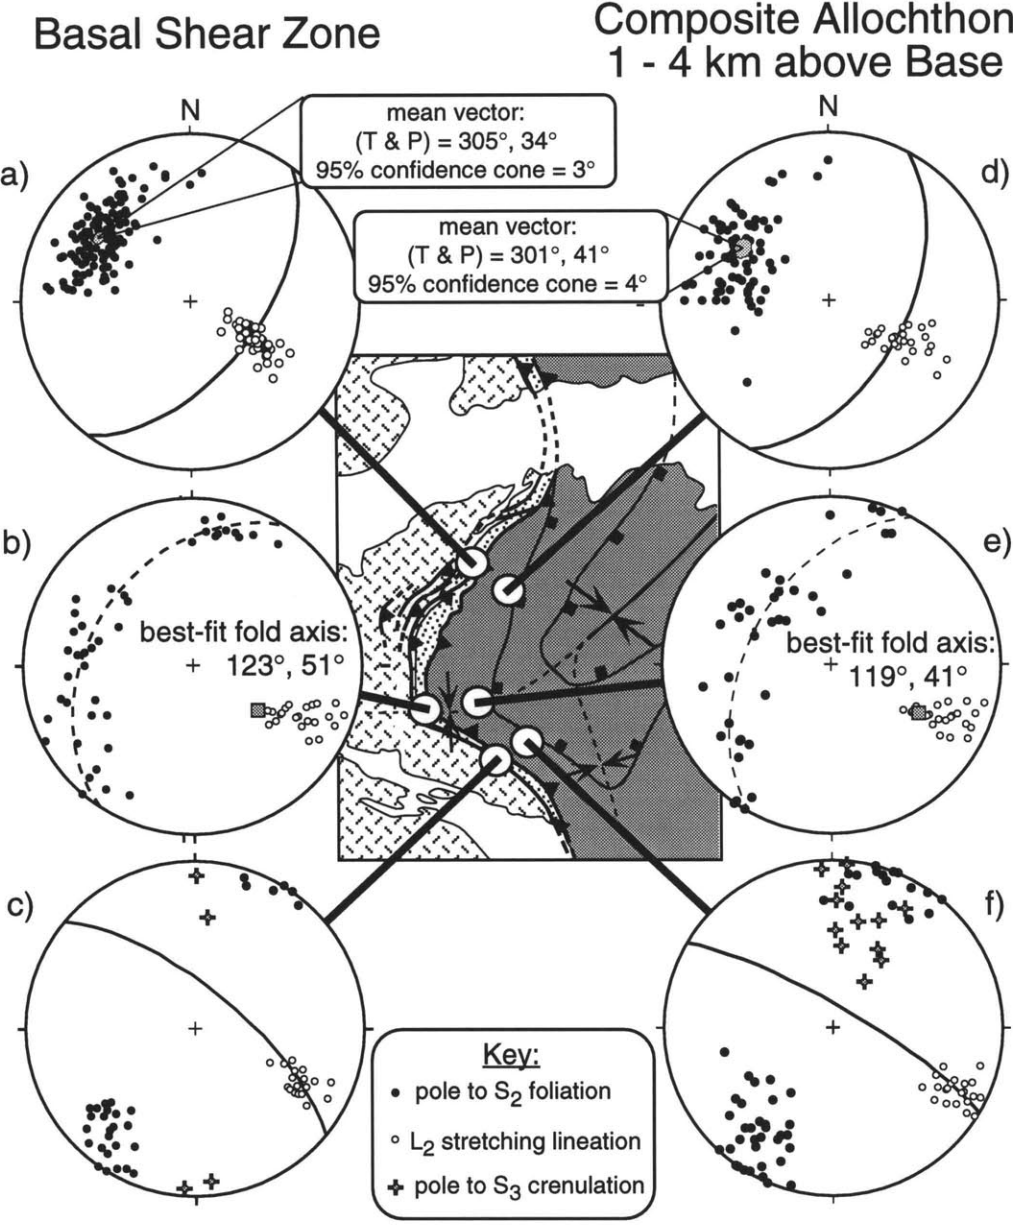 Basal Shear Zone
Composite Allochthon
1 - 4 km above Base
N
N
a)
mean vector:
(T & P) = 305°, 34°
95% confidence cone = 3°
d)
mean vector:
(T & P) = 301°, 41°
95% confidence cone = 4°
b)
best-fit fold axis:
123°, 51°
e)
best-fit fold axis:
119°, 41°
c)
f)
Key:
pole to S2 foliation
L2 stretching lineation
pole to S3 crenulation